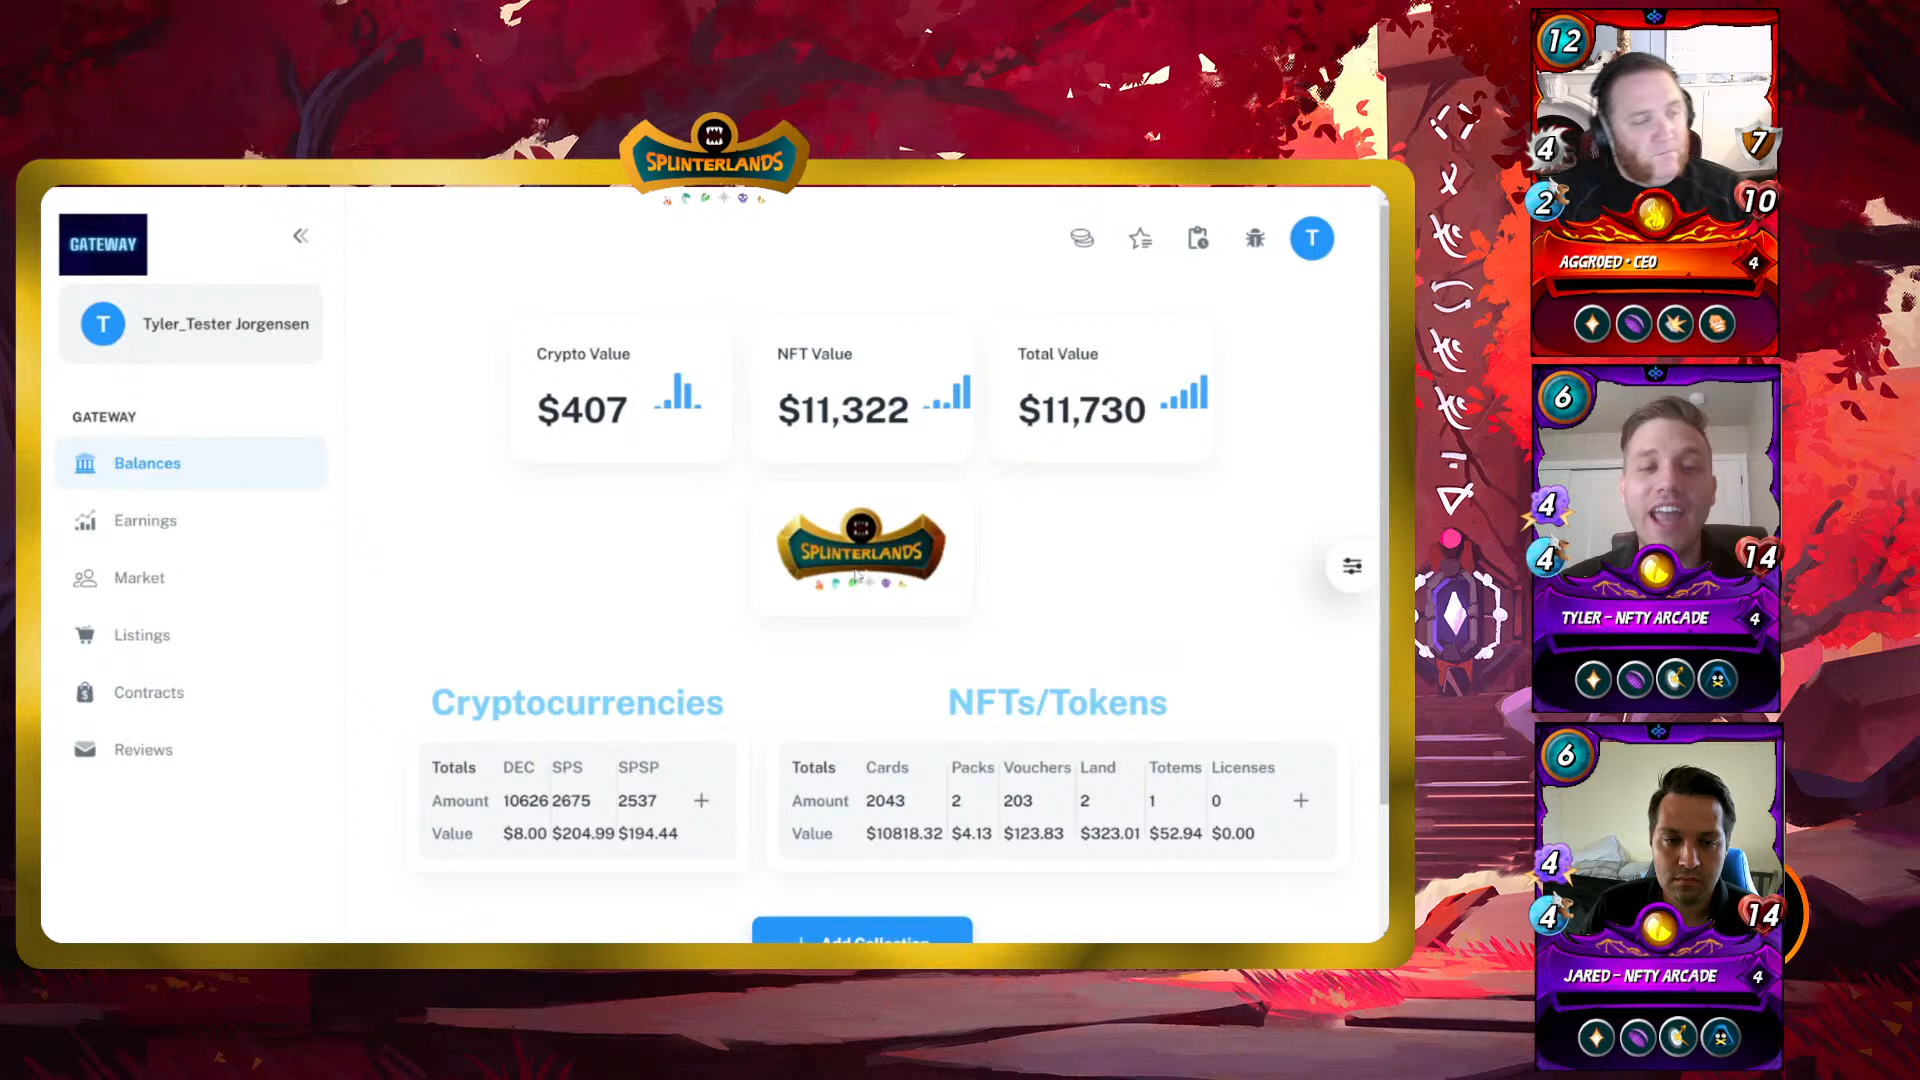 SPLINTERLANDS
GATEWAY
T
T
Tyler_Tester Jorgensen
GATEWAY
Balances
Earnings
Market
Listings
Contracts
Reviews
Crypto Value
$407
NFT Value
$11,322
Total Value
$11,730
SPLINTERLANDS
Cryptocurrencies
Totals DEC SPS SPSP
Amount 10626 2675 2537 +
Value $8.00 $204.99 $194.44
NFTs/Tokens
Totals Cards Packs Vouchers Land Totems Licenses
Amount 2043 2 203 2 1 0 +
Value $10818.32 $4.13 $123.83 $323.01 $52.94 $0.00
+ Add Collection
12
4
7
2
10
AGGROED • CEO
4
6
4
4
14
TYLER - NFTY ARCADE
4
6
4
4
14
JARED - NFTY ARCADE
4